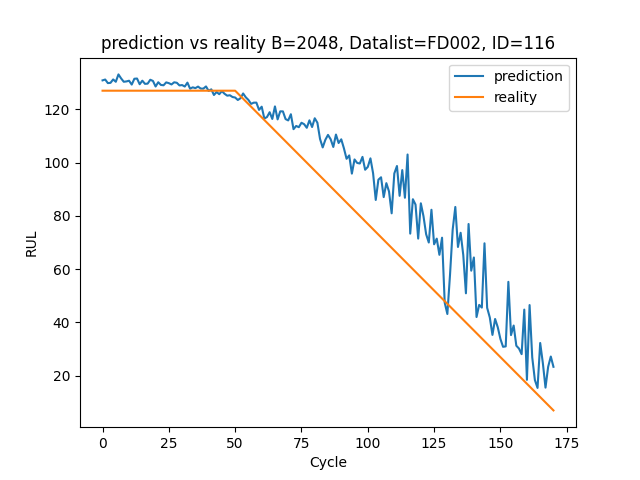 prediction vs reality B=2048, Datalist=FD002, ID=116
prediction
reality
RUL
120
100
80
60
40
20
0 25 50 75 100 125 150 175
Cycle